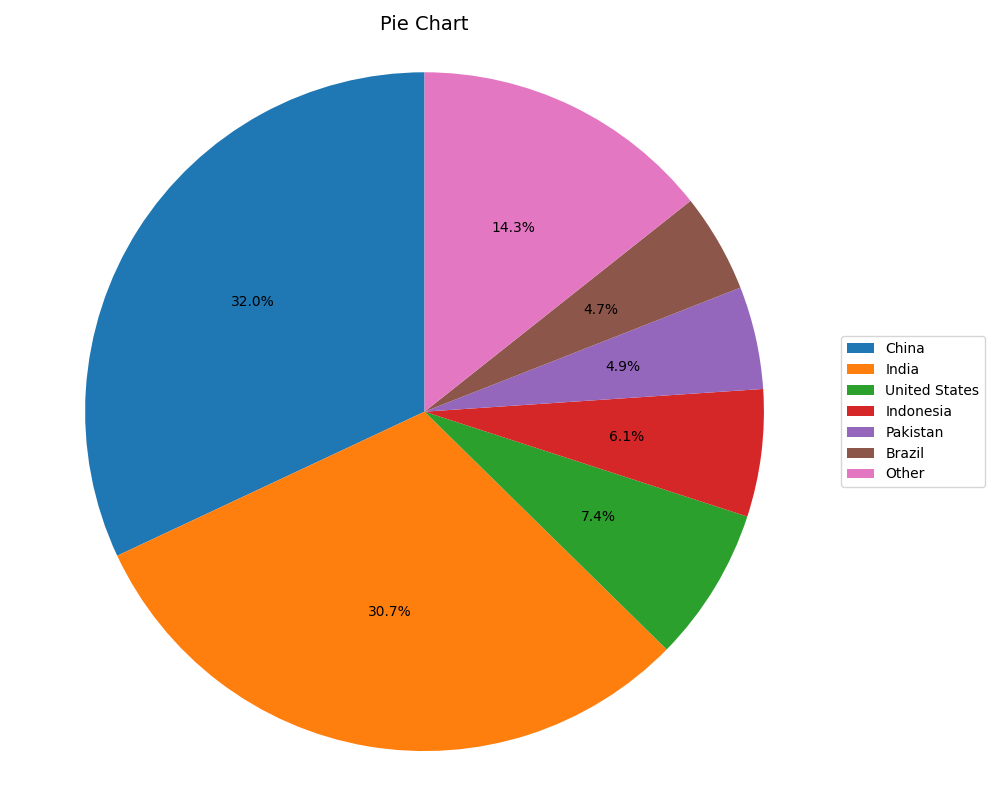 Pie Chart
14.3%
32.0%
4.7%
4.9%
6.1%
7.4%
30.7%
China
India
United States
Indonesia
Pakistan
Brazil
Other